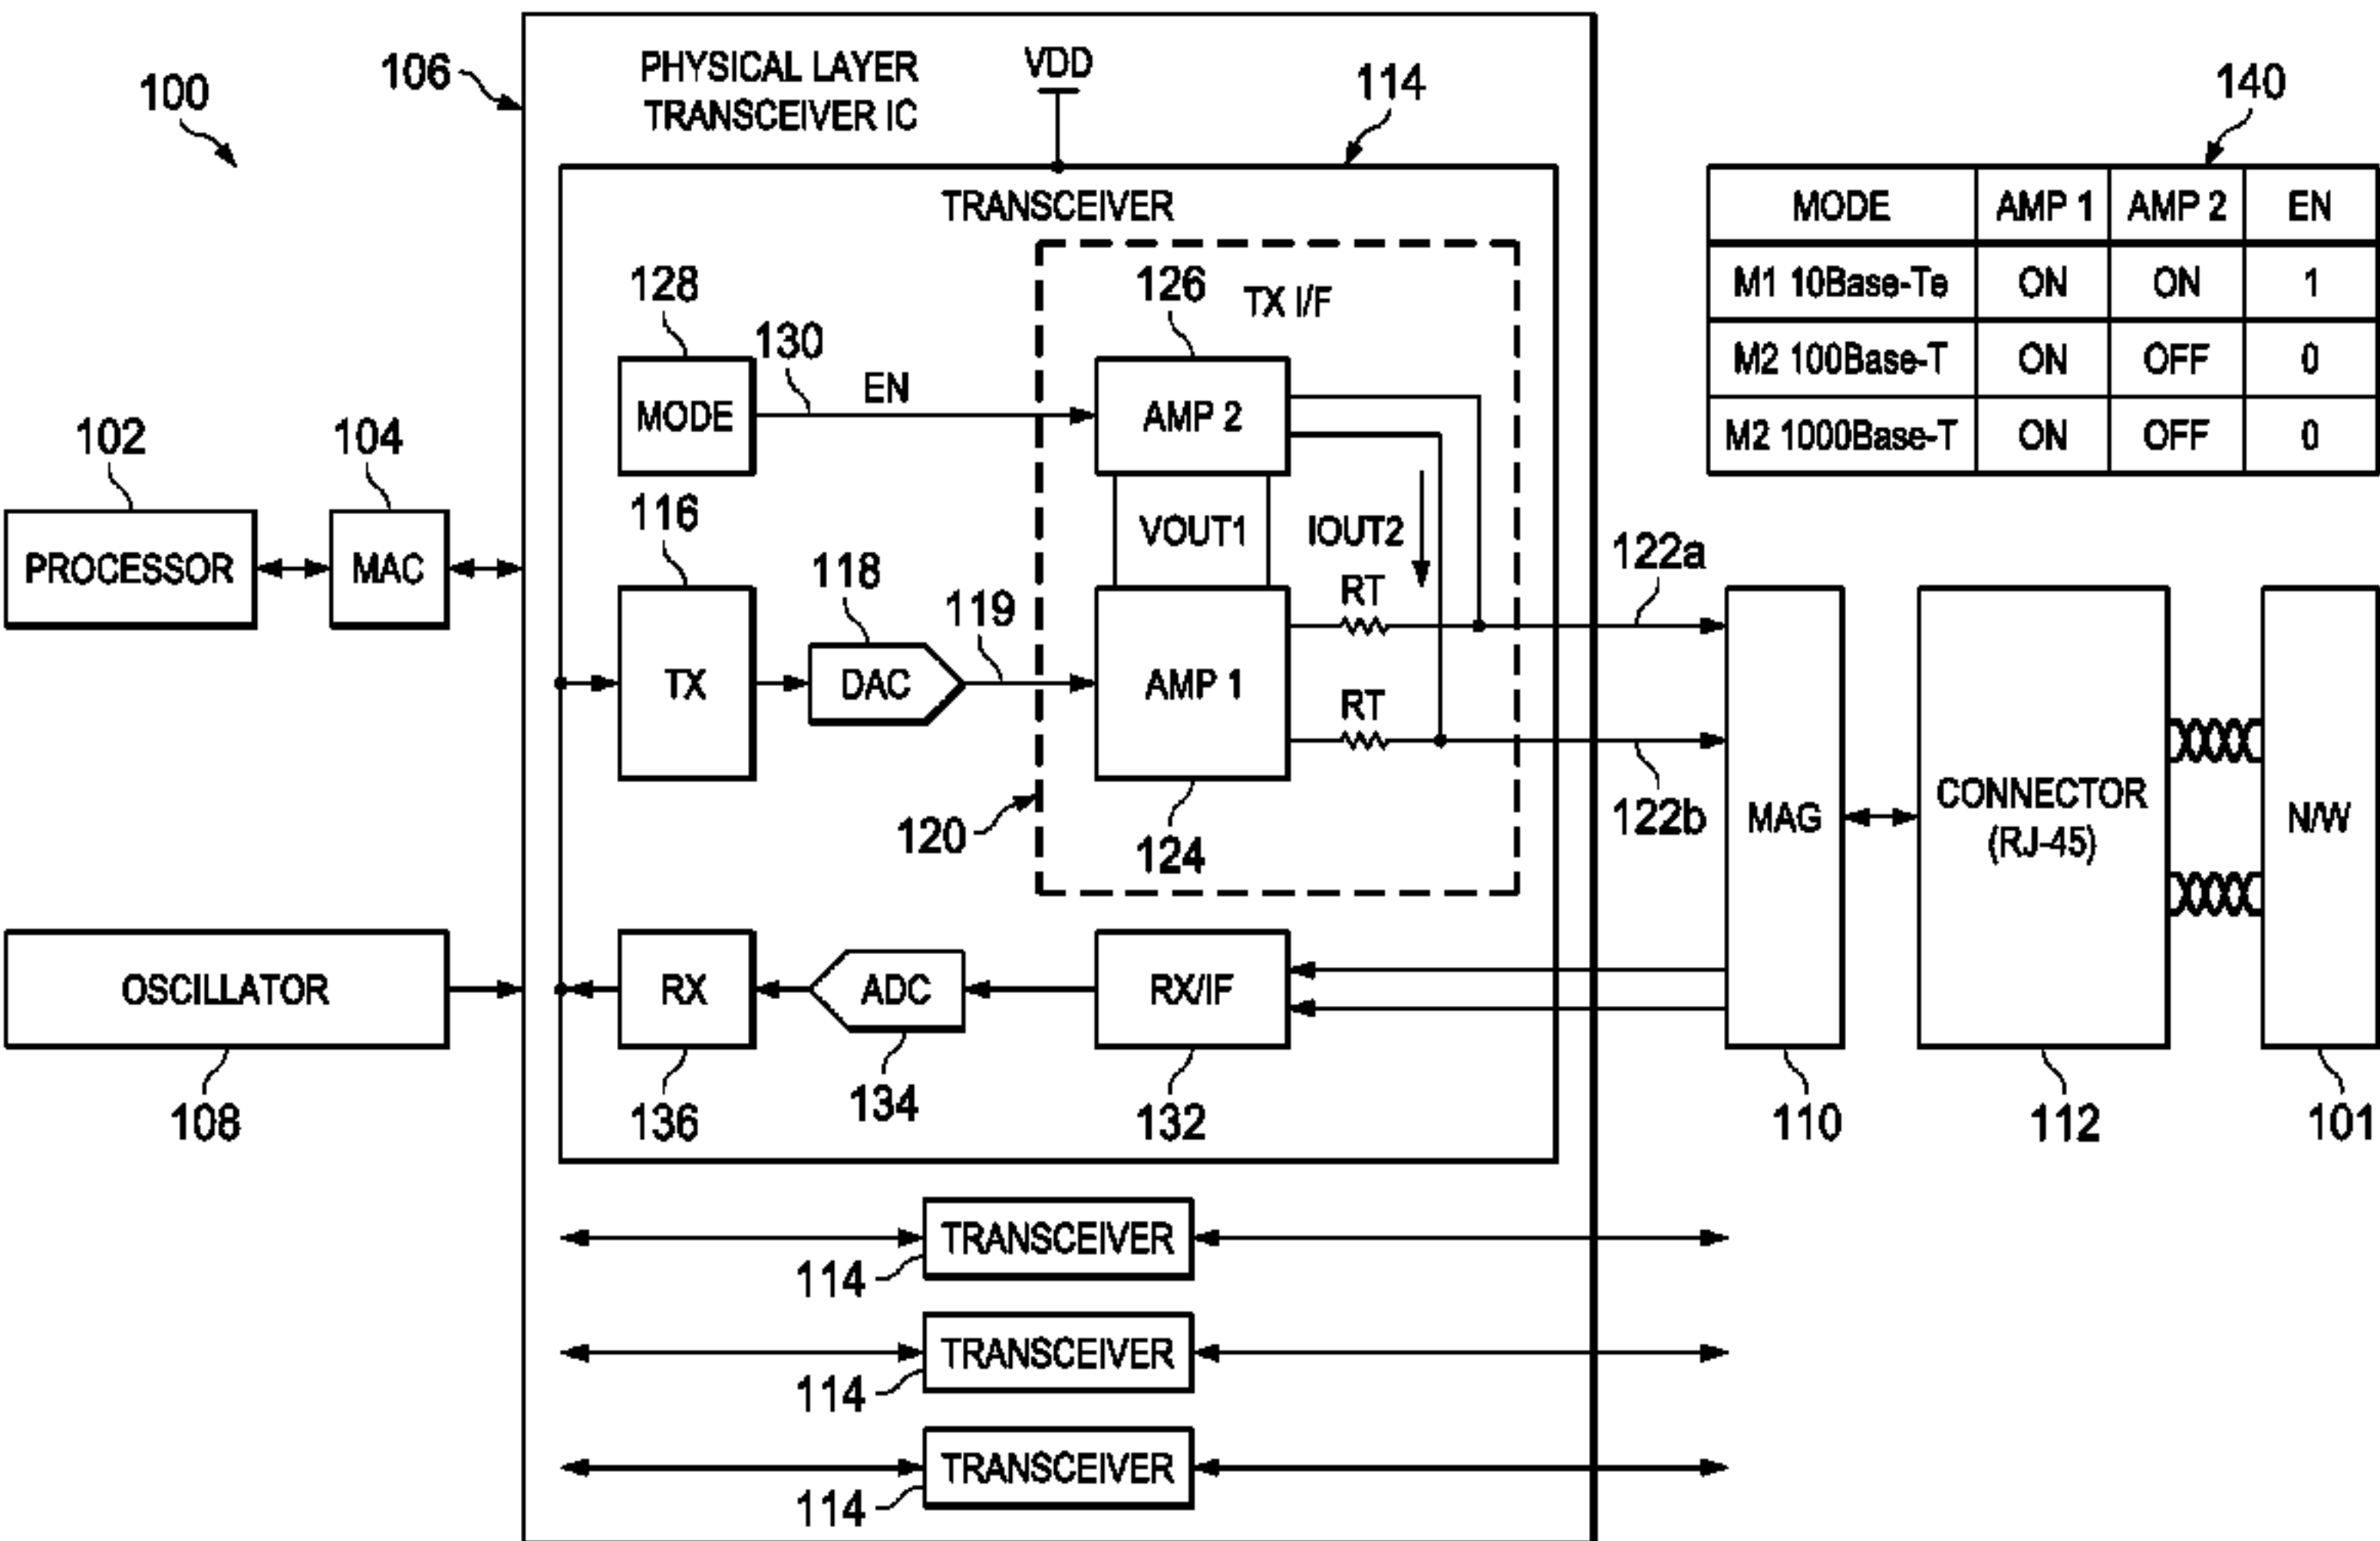 100
106
PHYSICAL LAYER
TRANSCEIVER IC
VDD
114
140
TRANSCEIVER
MODE AMP 1 AMP 2 EN
M1 10Base-Te ON ON 1
M2 100Base-T ON OFF 0
M2 1000Base-T ON OFF 0
128
130
EN
126
TX I/F
MODE
AMP 2
102
104
PROCESSOR
MAC
116
118
119
VOUT1
IOUT2
RT
122a
TX
DAC
AMP 1
RT
122b
120
124
MAG
CONNECTOR
(RJ-45)
N/W
OSCILLATOR
RX
ADC
RX/IF
108
136
134
132
110
112
101
TRANSCEIVER
114
TRANSCEIVER
114
TRANSCEIVER
114